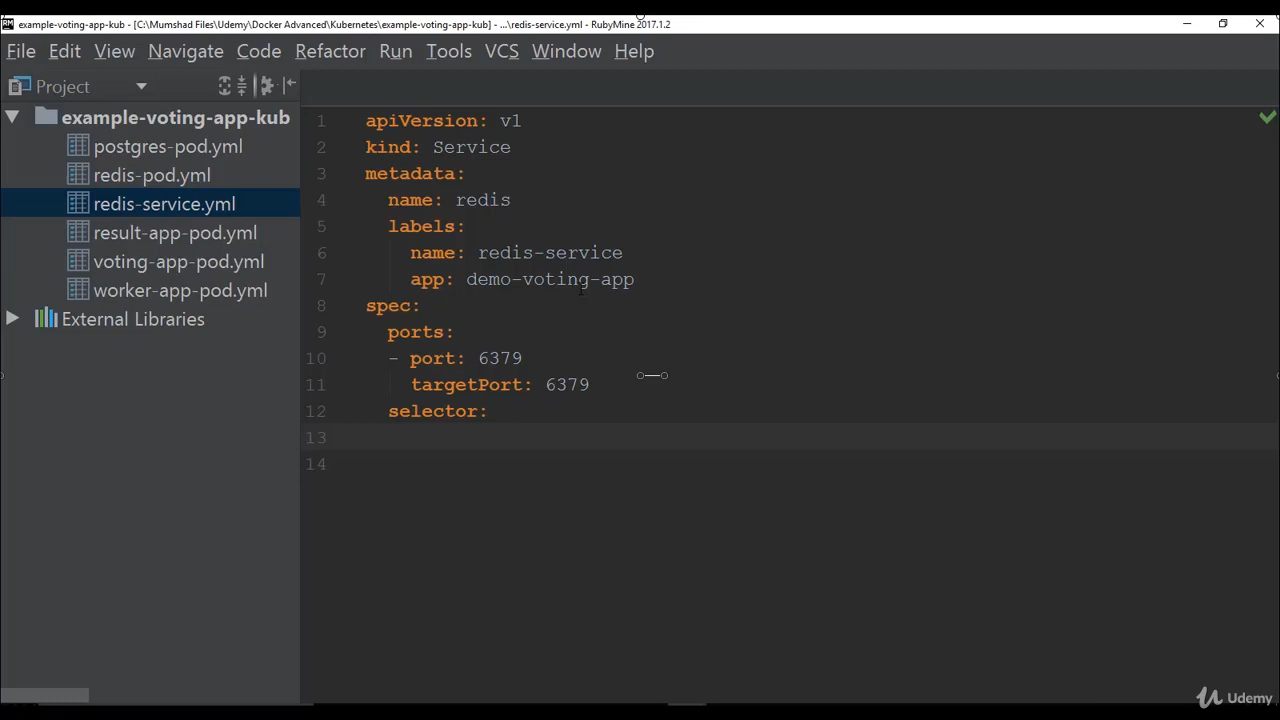 example-voting-app-kub - [C:\Mumshad Files\Udemy\Docker Advanced\Kubernetes\example-voting-app-kub] - ...\redis-service.yml - RubyMine 2017.1.2
File Edit View Navigate Code Refactor Run Tools VCS Window Help
Project
example-voting-app-kub
postgres-pod.yml
redis-pod.yml
redis-service.yml
result-app-pod.yml
voting-app-pod.yml
worker-app-pod.yml
External Libraries
1 apiVersion: v1
2 kind: Service
3 metadata:
4   name: redis
5   labels:
6     name: redis-service
7     app: demo-voting-app
8 spec:
9   ports:
10   - port: 6379
11     targetPort: 6379
12   selector:
13
14
Udemy